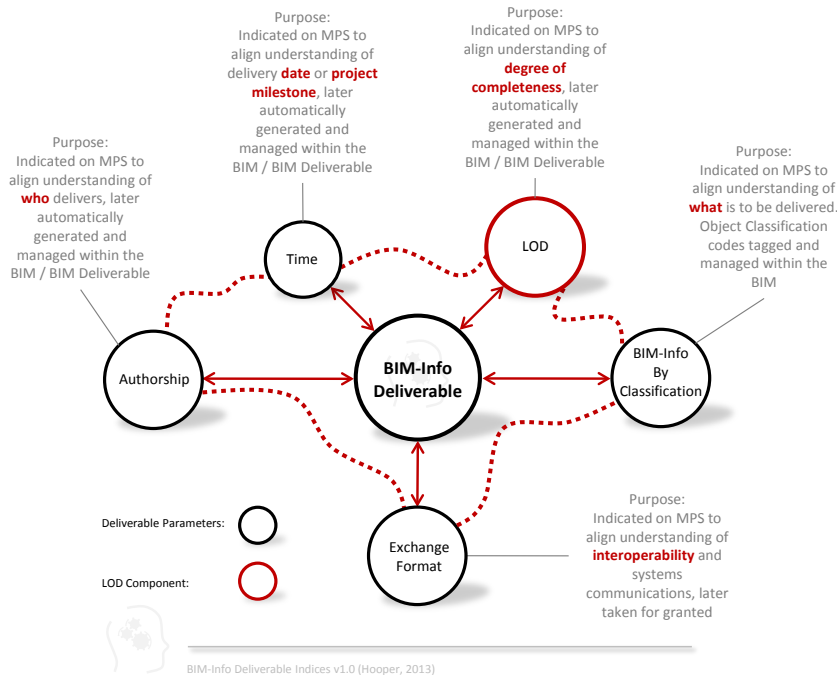 Purpose:
Indicated on MPS to
align understanding of
delivery date or project
milestone, later
automatically
generated and
managed within the
BIM / BIM Deliverable
Purpose:
Indicated on MPS to
align understanding of
degree of
completeness, later
automatically
generated and
managed within the
BIM / BIM Deliverable
Purpose:
Indicated on MPS to
align understanding of
who delivers, later
automatically
generated and
managed within the
BIM / BIM Deliverable
Purpose:
Indicated on MPS to
align understanding of
what is to be delivered.
Object Classification
codes tagged and
managed within the
BIM
Time
LOD
Authorship
BIM-Info
Deliverable
BIM-Info
By
Classification
Exchange
Format
Purpose:
Indicated on MPS to
align understanding of
interoperability and
systems
communications, later
taken for granted
Deliverable Parameters:
LOD Component:
BIM-Info Deliverable Indices v1.0 (Hooper, 2013)